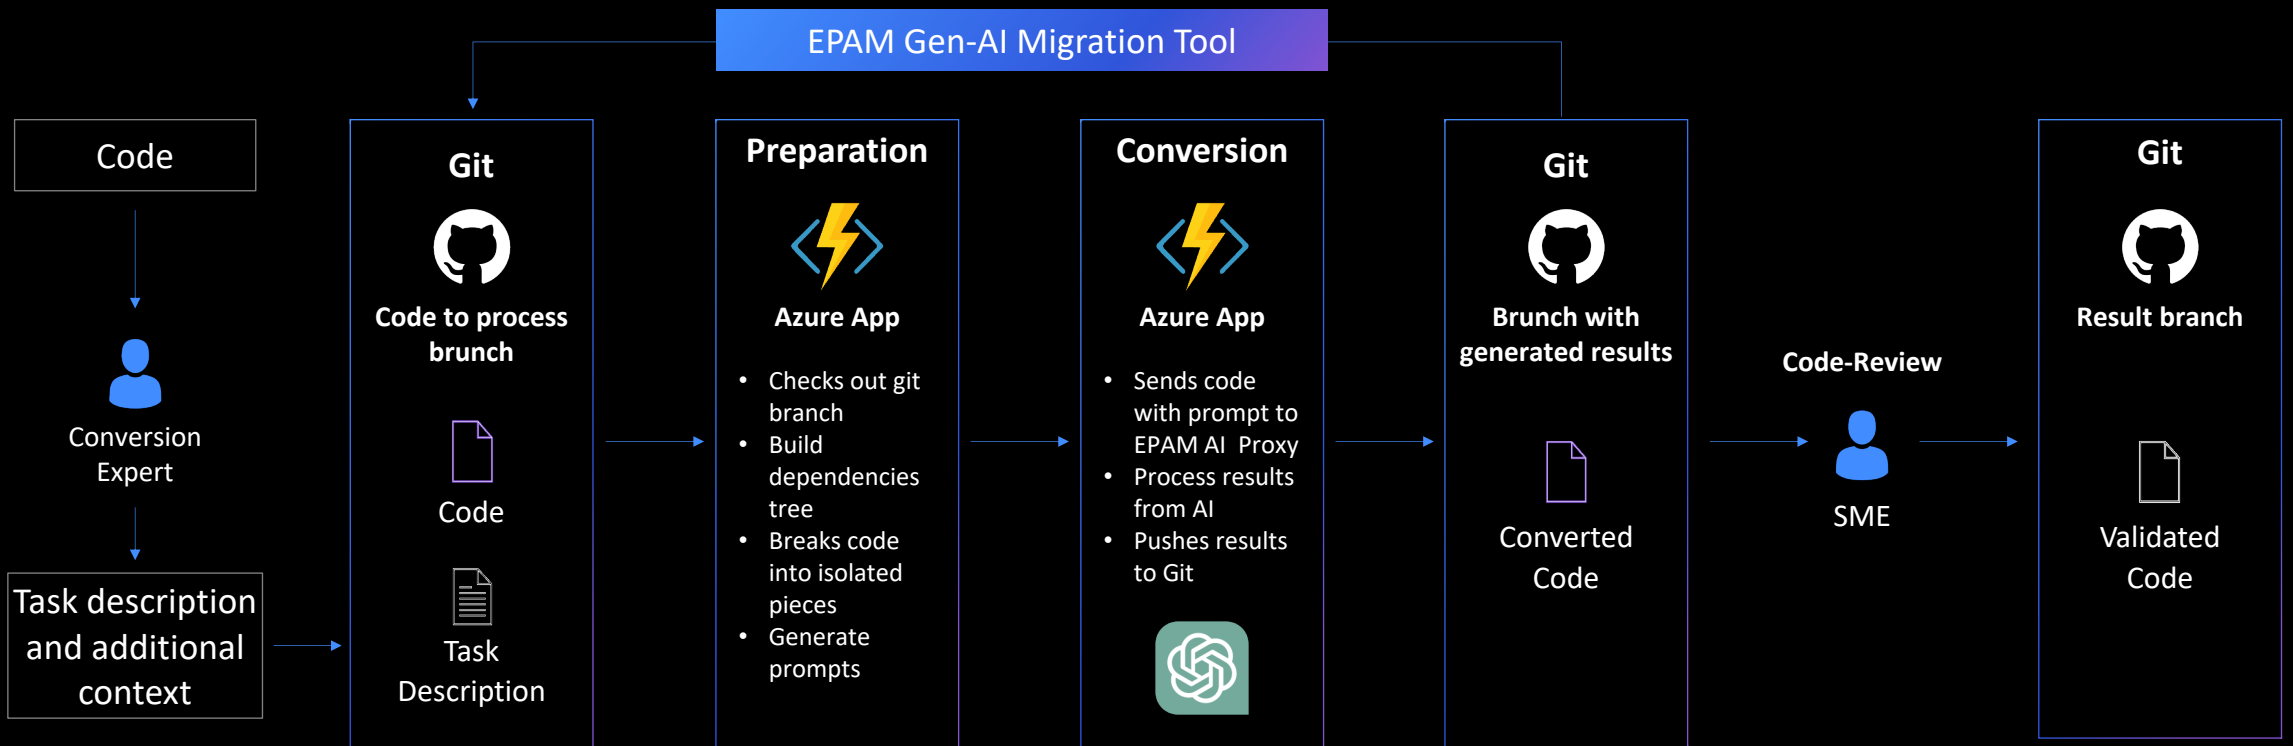 EPAM Gen-AI Migration Tool
Code
Conversion
Expert
Task description
and additional
context
Git
Code to process
brunch
Code
Task
Description
Preparation
Azure App
• Checks out git
branch
• Build
dependencies
tree
• Breaks code
into isolated
pieces
• Generate
prompts
Conversion
Azure App
• Sends code
with prompt to
EPAM AI Proxy
• Process results
from AI
• Pushes results
to Git
Git
Brunch with
generated results
Converted
Code
Code-Review
SME
Git
Result branch
Validated
Code